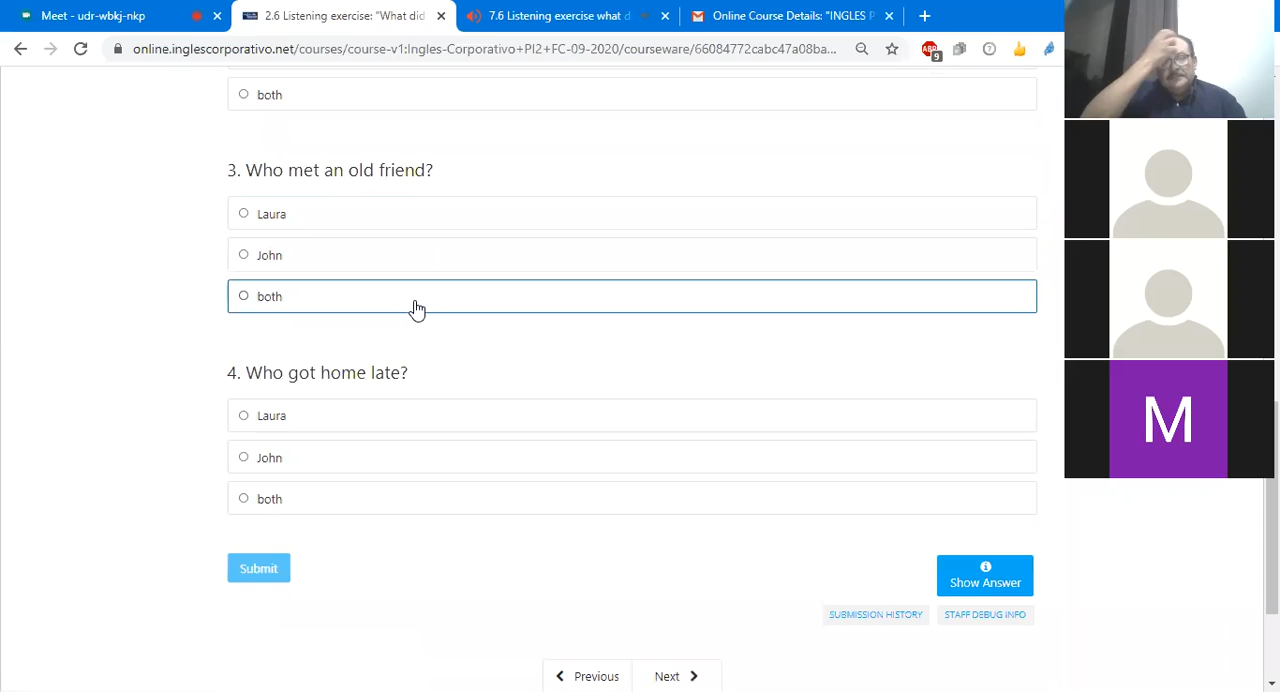 Meet - udr-wbkj-nkp
2.6 Listening exercise: "What did
7.6 Listening exercise what d
Online Course Details: "INGLES P
online.inglescorporativo.net/courses/course-v1:Ingles-Corporativo+PI2+FC-09-2020/courseware/66084772cabc47a08ba...
ABP
9
both
3. Who met an old friend?
Laura
John
both
4. Who got home late?
Laura
John
both
Submit
Show Answer
SUBMISSION HISTORY
STAFF DEBUG INFO
Previous
Next
M